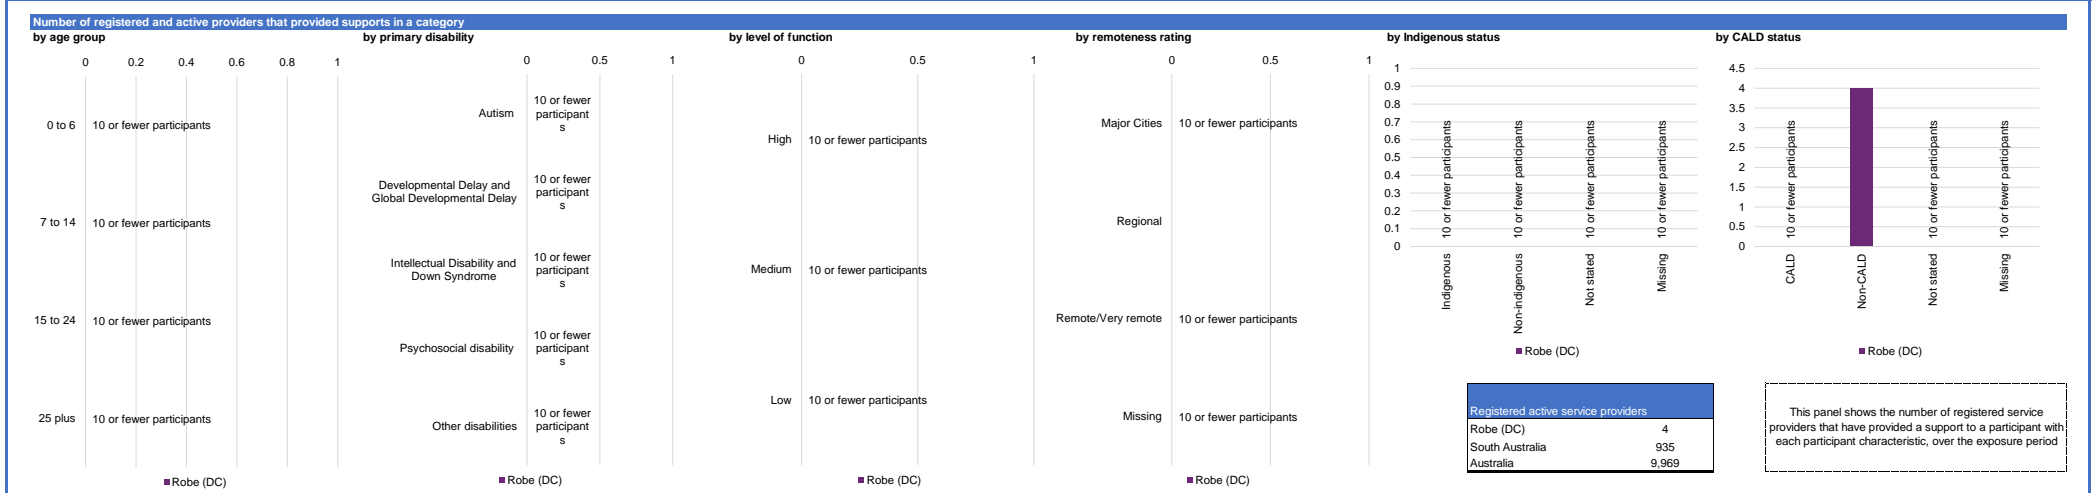 Number of registered and active providers that provided supports in a category
by age group
0 0.2 0.4 0.6 0.8 1
0 to 6 10 or fewer participants
7 to 14 10 or fewer participants
15 to 24 10 or fewer participants
25 plus 10 or fewer participants
Robe (DC)
by primary disability
0 0.5 1
Autism
10 or fewer
participant
s
Developmental Delay and
Global Developmental Delay
10 or fewer
participant
s
Intellectual Disability and
Down Syndrome
10 or fewer
participant
s
Psychosocial disability
10 or fewer
participant
s
Other disabilities
10 or fewer
participant
s
Robe (DC)
by level of function
0 0.5 1
High 10 or fewer participants
Medium 10 or fewer participants
Low 10 or fewer participants
Robe (DC)
by remoteness rating
0 0.5 1
Major Cities 10 or fewer participants
Regional
Remote/Very remote 10 or fewer participants
Missing 10 or fewer participants
Robe (DC)
by Indigenous status
1
0.9
0.8
0.7
0.6
0.5
0.4
0.3
0.2
0.1
0
10 or fewer participants
10 or fewer participants
10 or fewer participants
10 or fewer participants
Indigenous
Non-indigenous
Not stated
Missing
Robe (DC)
by CALD status
4.5
4
3.5
3
2.5
2
1.5
1
0.5
0
10 or fewer participants
10 or fewer participants
10 or fewer participants
CALD
Non-CALD
Not stated
Missing
Robe (DC)
Registered active service providers
Robe (DC) 4
South Australia 935
Australia 9,969
This panel shows the number of registered service
providers that have provided a support to a participant with
each participant characteristic, over the exposure period